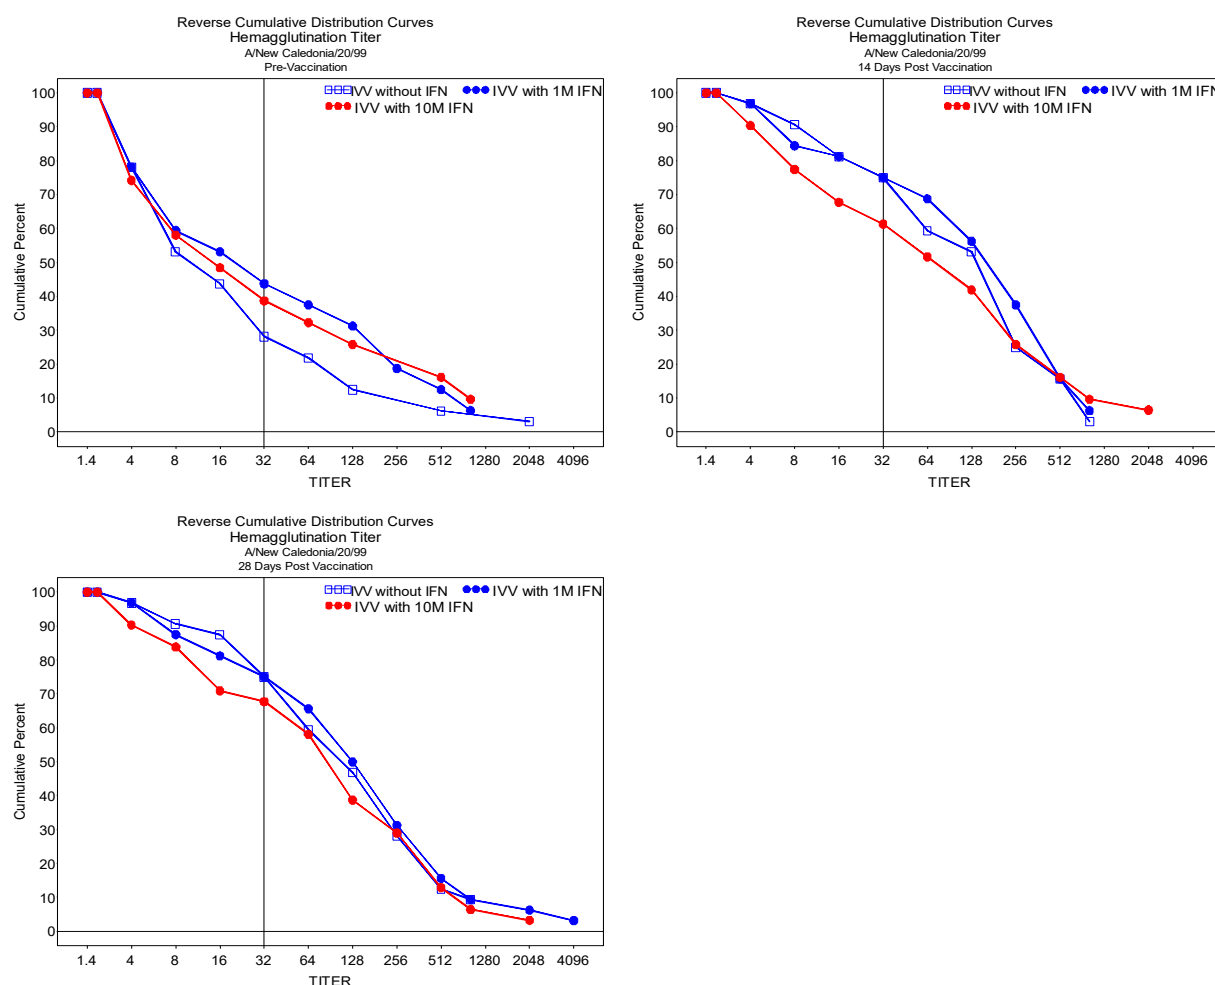 Reverse Cumulative Distribution Curves
Hemagglutination Titer
A/New Caledonia/20/99
Pre-Vaccination
IVV without IFN IVV with 1M IFN
IVV with 10M IFN
Cumulative Percent
100
90
80
70
60
50
40
30
20
10
0
1.4 4 8 16 32 64 128 256 512 1280 2048 4096
TITER
Reverse Cumulative Distribution Curves
Hemagglutination Titer
A/New Caledonia/20/99
14 Days Post Vaccination
IVV without IFN IVV with 1M IFN
IVV with 10M IFN
Cumulative Percent
100
90
80
70
60
50
40
30
20
10
0
1.4 4 8 16 32 64 128 256 512 1280 2048 4096
TITER
Reverse Cumulative Distribution Curves
Hemagglutination Titer
A/New Caledonia/20/99
28 Days Post Vaccination
IVV without IFN IVV with 1M IFN
IVV with 10M IFN
Cumulative Percent
100
90
80
70
60
50
40
30
20
10
0
1.4 4 8 16 32 64 128 256 512 1280 2048 4096
TITER